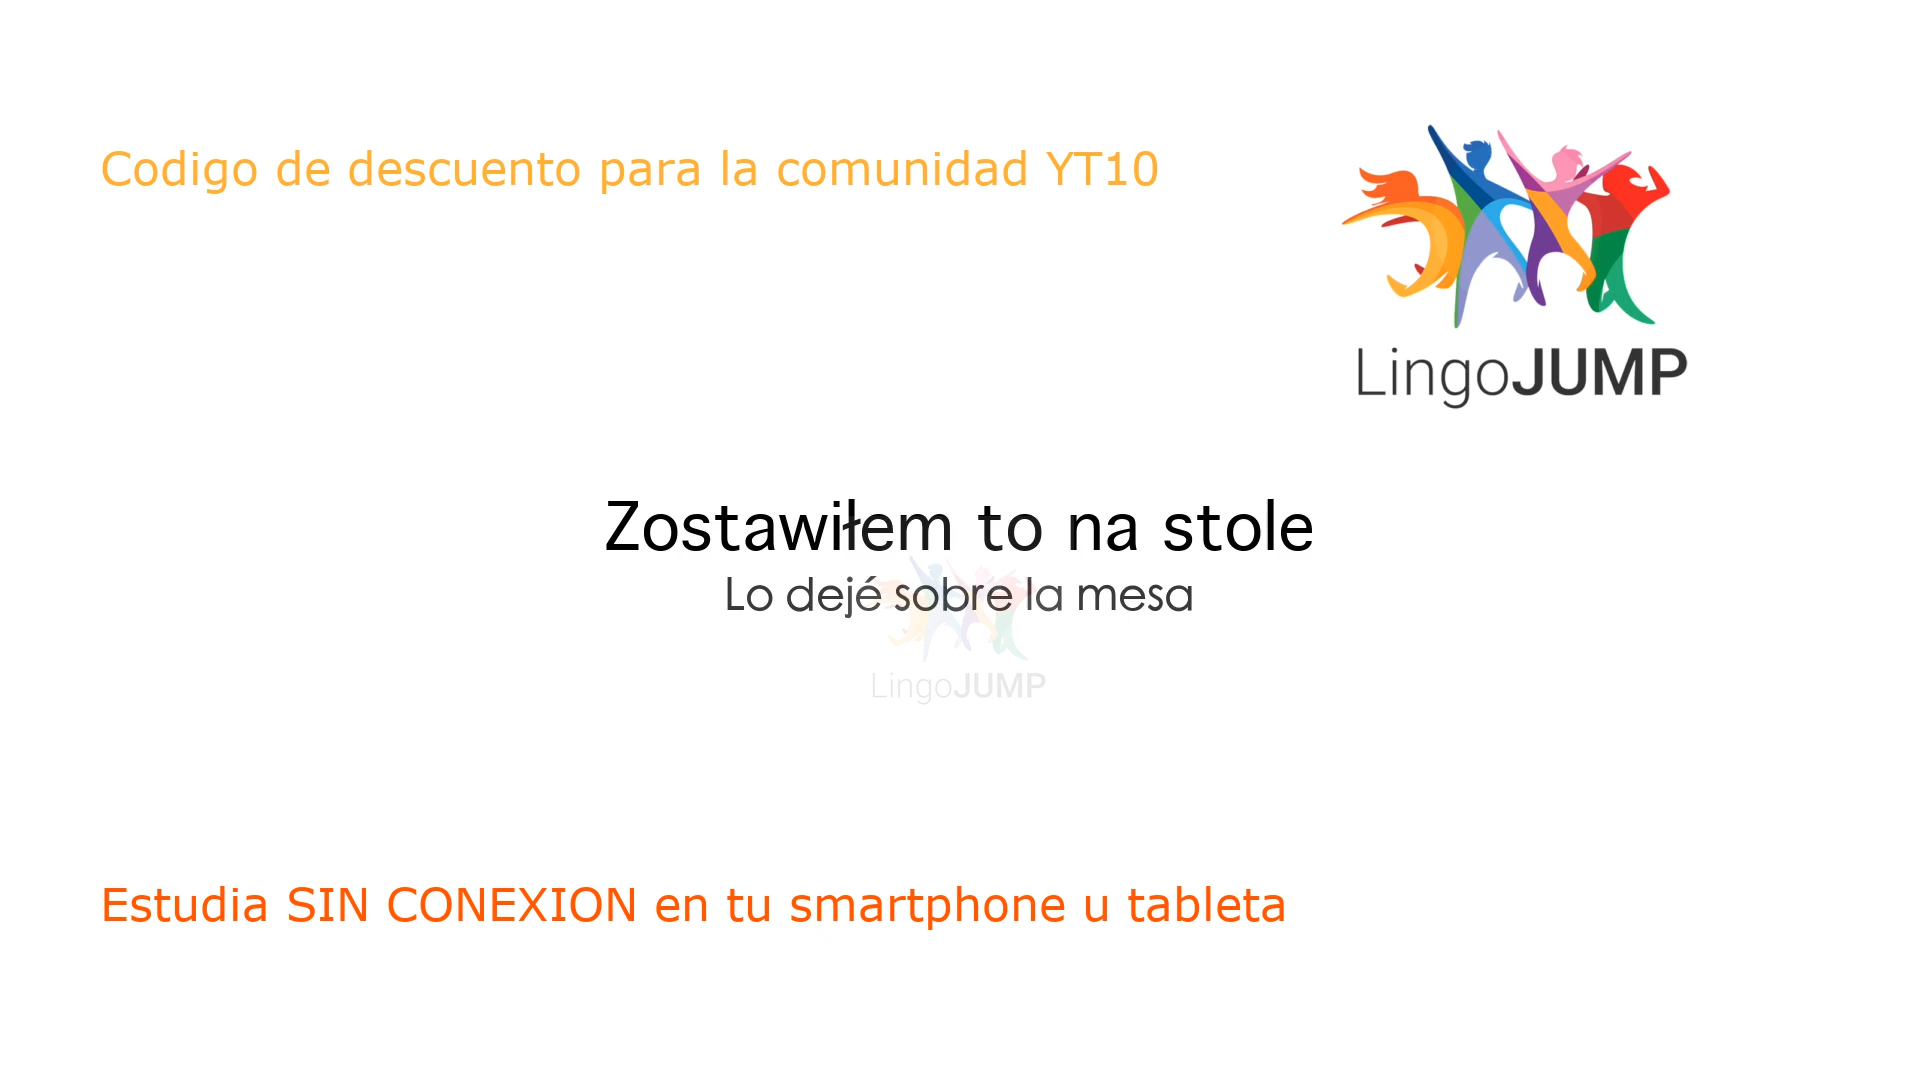 Codigo de descuento para la comunidad YT10
LingoJUMP
Zostawiłem to na stole
Lo dejé sobre la mesa
LingoJUMP
Estudia SIN CONEXION en tu smartphone u tableta